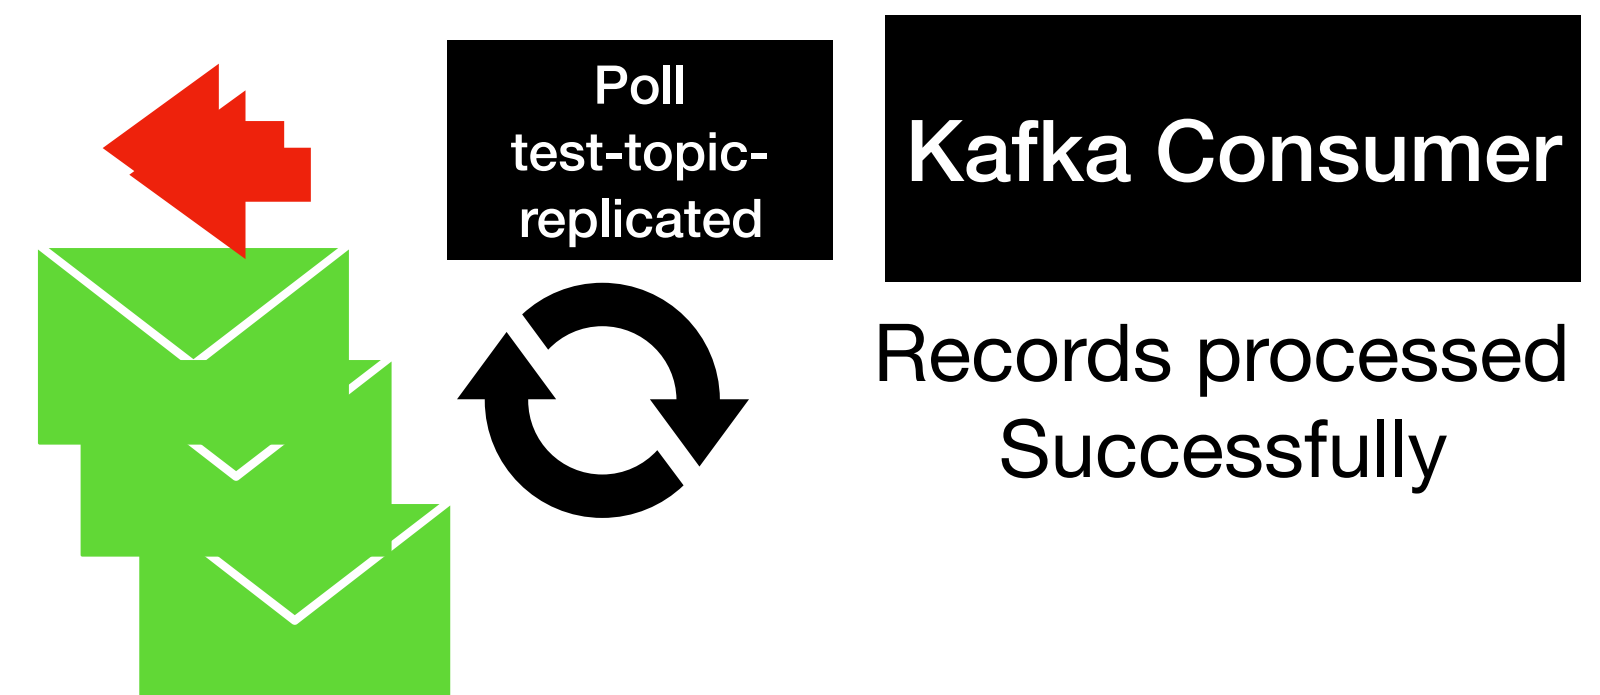 Poll
test-topic-
replicated
Kafka Consumer
Records processed
Successfully